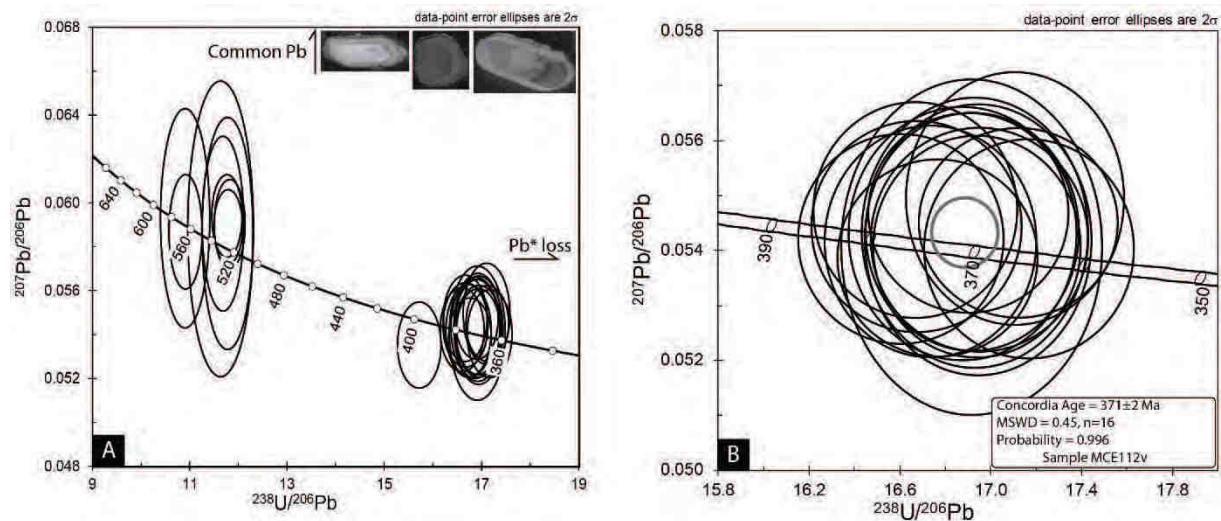 data-point error ellipses are 2σ
0.068
Common Pb
0.064
²⁰⁷Pb/²⁰⁶Pb
640
600
560
520
0.060
Pb* loss
480
0.056
440
400
360
0.052
A
0.048
9 11 13 15 17 19
²³⁸U/²⁰⁶Pb
data-point error ellipses are 2σ
0.058
0.056
²⁰⁷Pb/²⁰⁶Pb
0.054
390
370
350
0.052
Concordia Age = 371±2 Ma
MSWD = 0.45, n=16
Probability = 0.996
Sample MCE112v
B
0.050
15.8 16.2 16.6 17.0 17.4 17.8
²³⁸U/²⁰⁶Pb